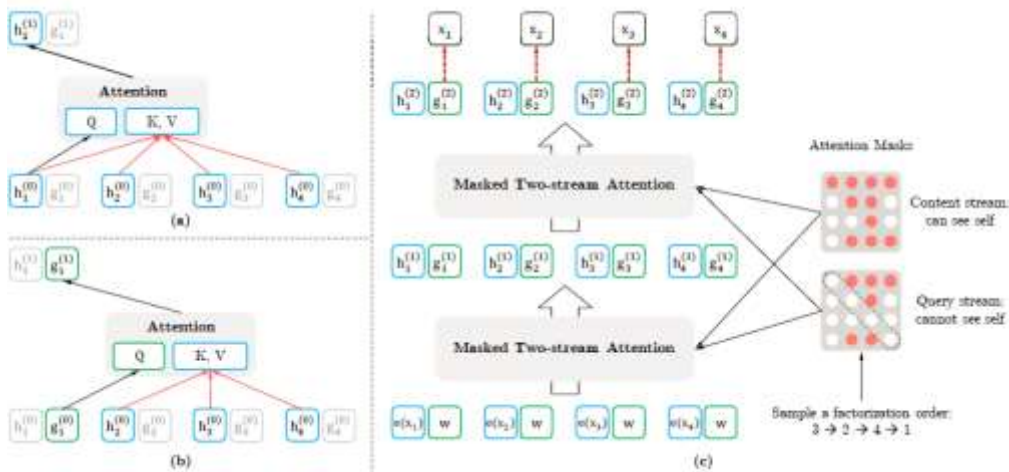 h₁⁽¹⁾ g₁⁽¹⁾
Attention
Q K, V
h₁⁽⁰⁾ g₁⁽⁰⁾ h₂⁽⁰⁾ g₂⁽⁰⁾ h₃⁽⁰⁾ g₃⁽⁰⁾ h₄⁽⁰⁾ g₄⁽⁰⁾
(a)
h₁⁽¹⁾ g₁⁽¹⁾
Attention
Q K, V
h₁⁽⁰⁾ g₁⁽⁰⁾ h₂⁽⁰⁾ g₂⁽⁰⁾ h₃⁽⁰⁾ g₃⁽⁰⁾ h₄⁽⁰⁾ g₄⁽⁰⁾
(b)
x₁ x₂ x₃ x₄
h₁⁽²⁾ g₁⁽²⁾ h₂⁽²⁾ g₂⁽²⁾ h₃⁽²⁾ g₃⁽²⁾ h₄⁽²⁾ g₄⁽²⁾
Masked Two-stream Attention
h₁⁽¹⁾ g₁⁽¹⁾ h₂⁽¹⁾ g₂⁽¹⁾ h₃⁽¹⁾ g₃⁽¹⁾ h₄⁽¹⁾ g₄⁽¹⁾
Masked Two-stream Attention
e(x₁) w e(x₂) w e(x₃) w e(x₄) w
(c)
Attention Masks
Content stream:
can see self
Query stream:
cannot see self
Sample a factorization order:
3 → 2 → 4 → 1